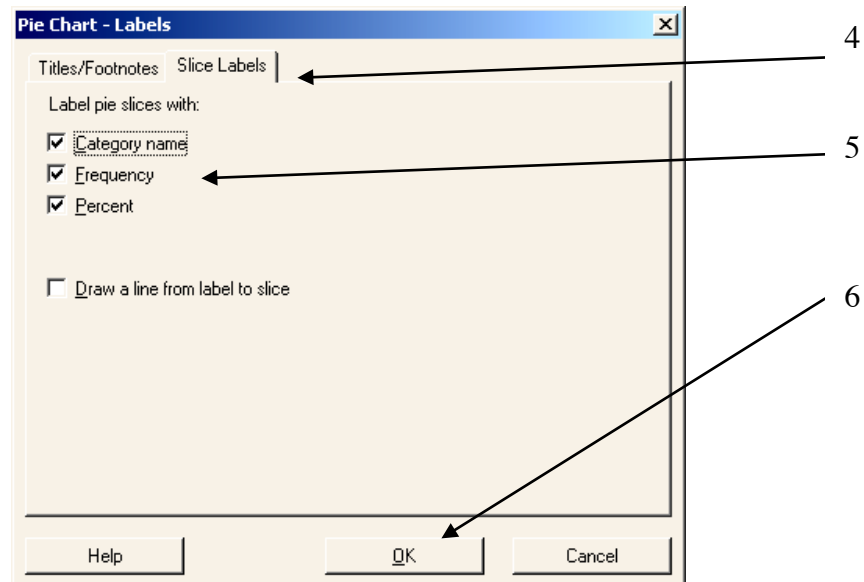 Pie Chart - Labels
4
Titles/Footnotes Slice Labels
Label pie slices with:
Category name
5
Frequency
Percent
Draw a line from label to slice
6
Help OK Cancel